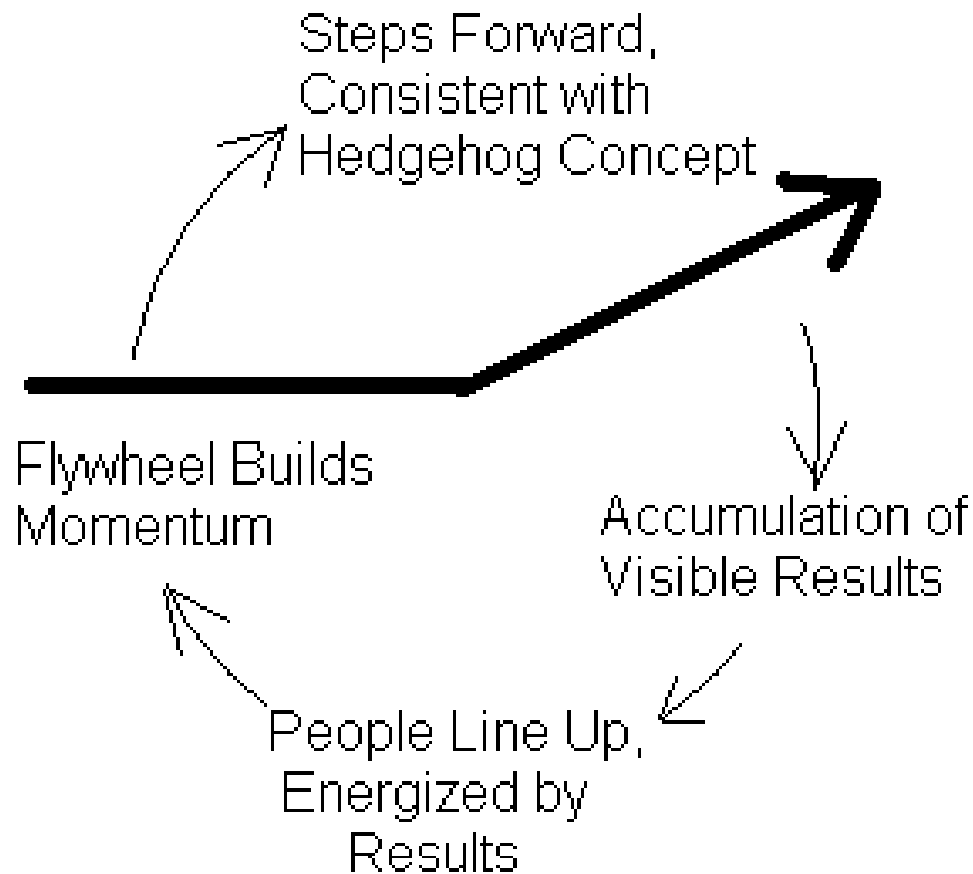 Steps Forward,
Consistent with
Hedgehog Concept
Flywheel Builds
Momentum
Accumulation of
Visible Results
People Line Up,
Energized by
Results